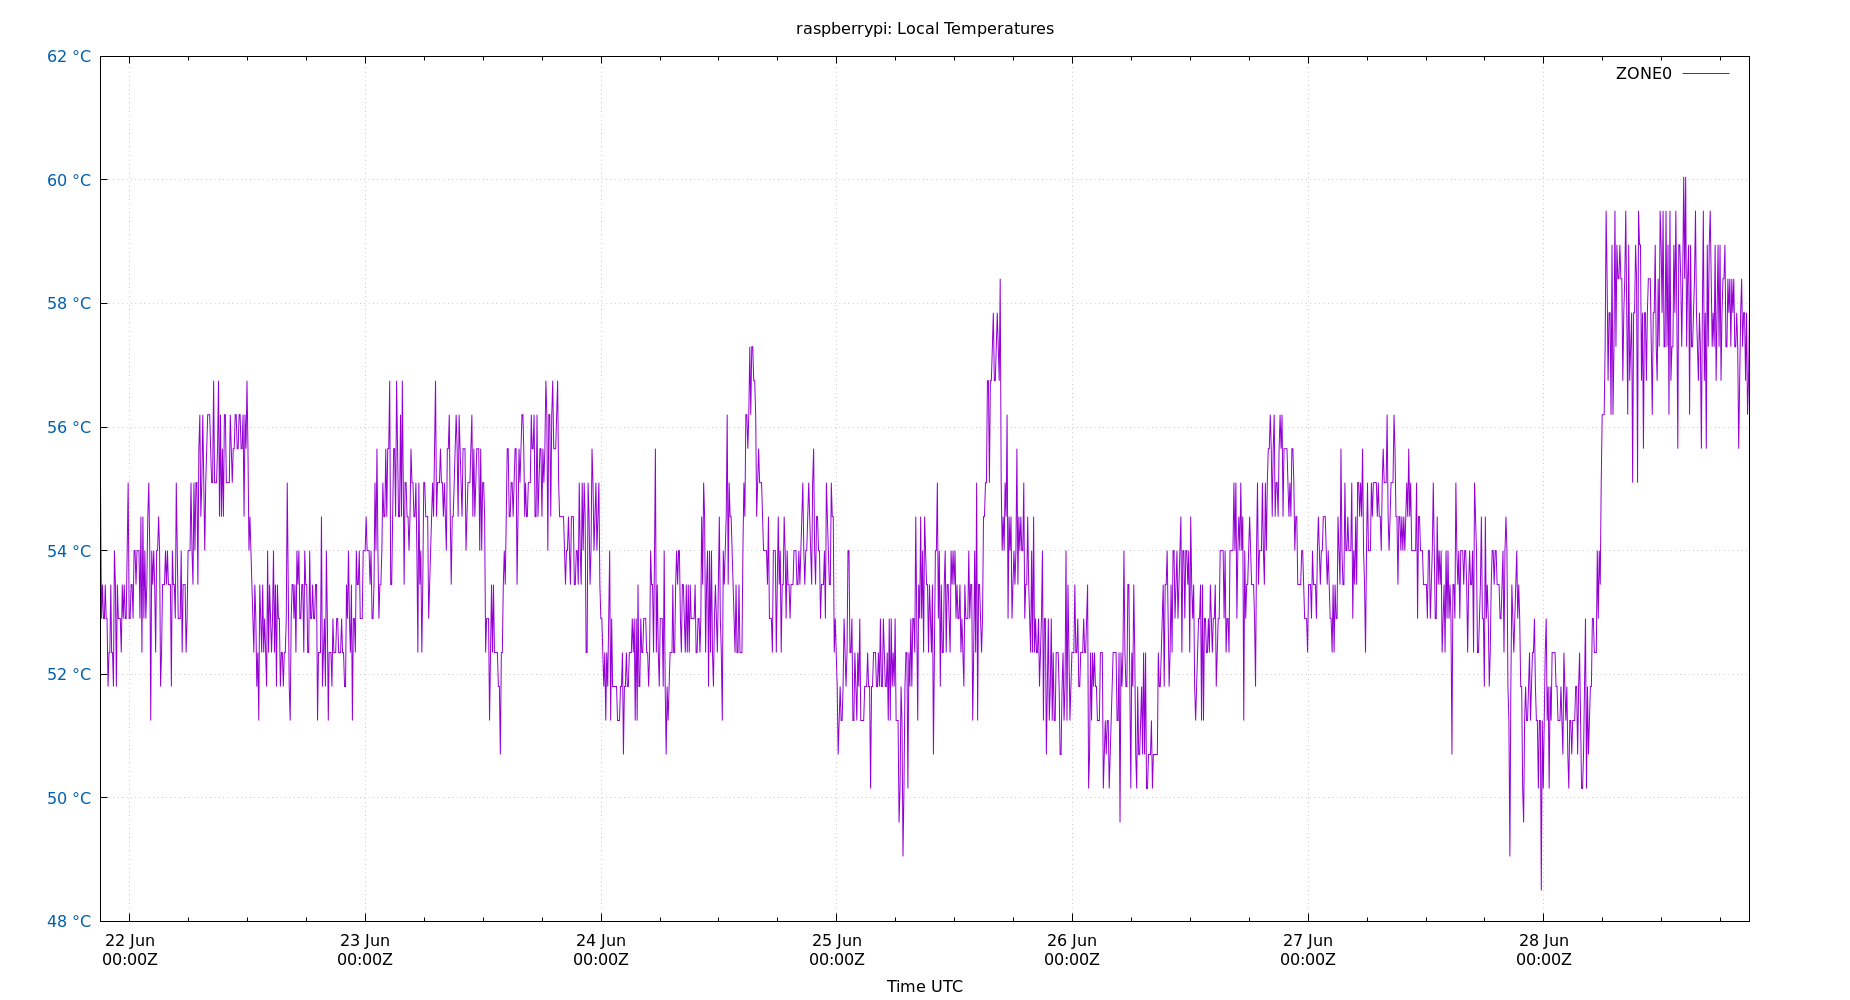 raspberrypi: Local Temperatures
62 °C
ZONE0
60 °C
58 °C
56 °C
54 °C
52 °C
50 °C
48 °C
22 Jun 23 Jun 24 Jun 25 Jun 26 Jun 27 Jun 28 Jun
00:00Z 00:00Z 00:00Z 00:00Z 00:00Z 00:00Z 00:00Z
Time UTC